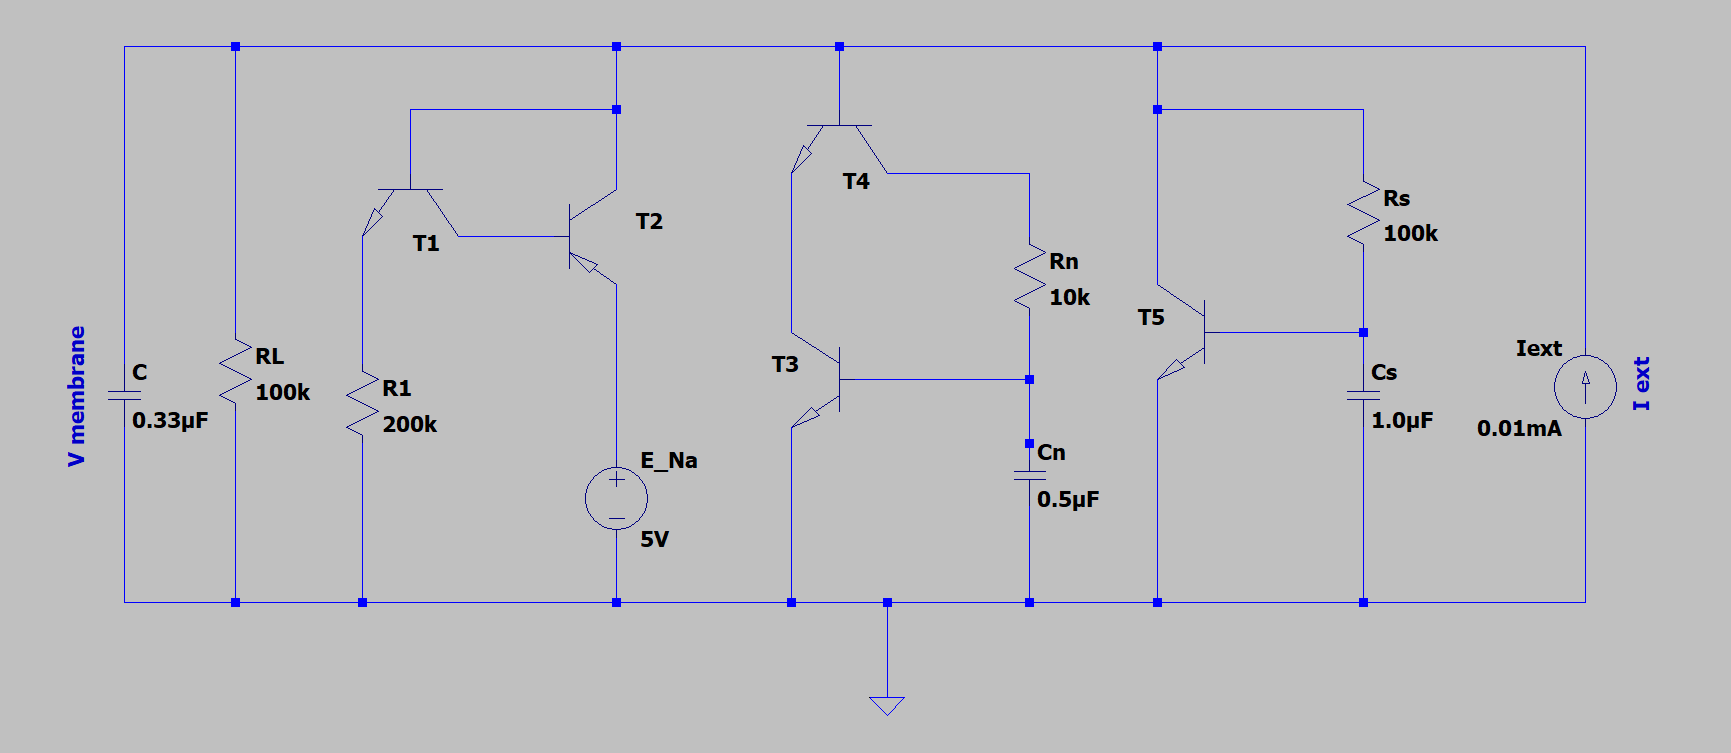 V membrane
C
0.33µF
RL
100k
T1
R1
200k
T2
E_Na
5V
T4
T3
Rn
10k
Cn
0.5µF
T5
Rs
100k
Cs
1.0µF
Iext
0.01mA
I ext